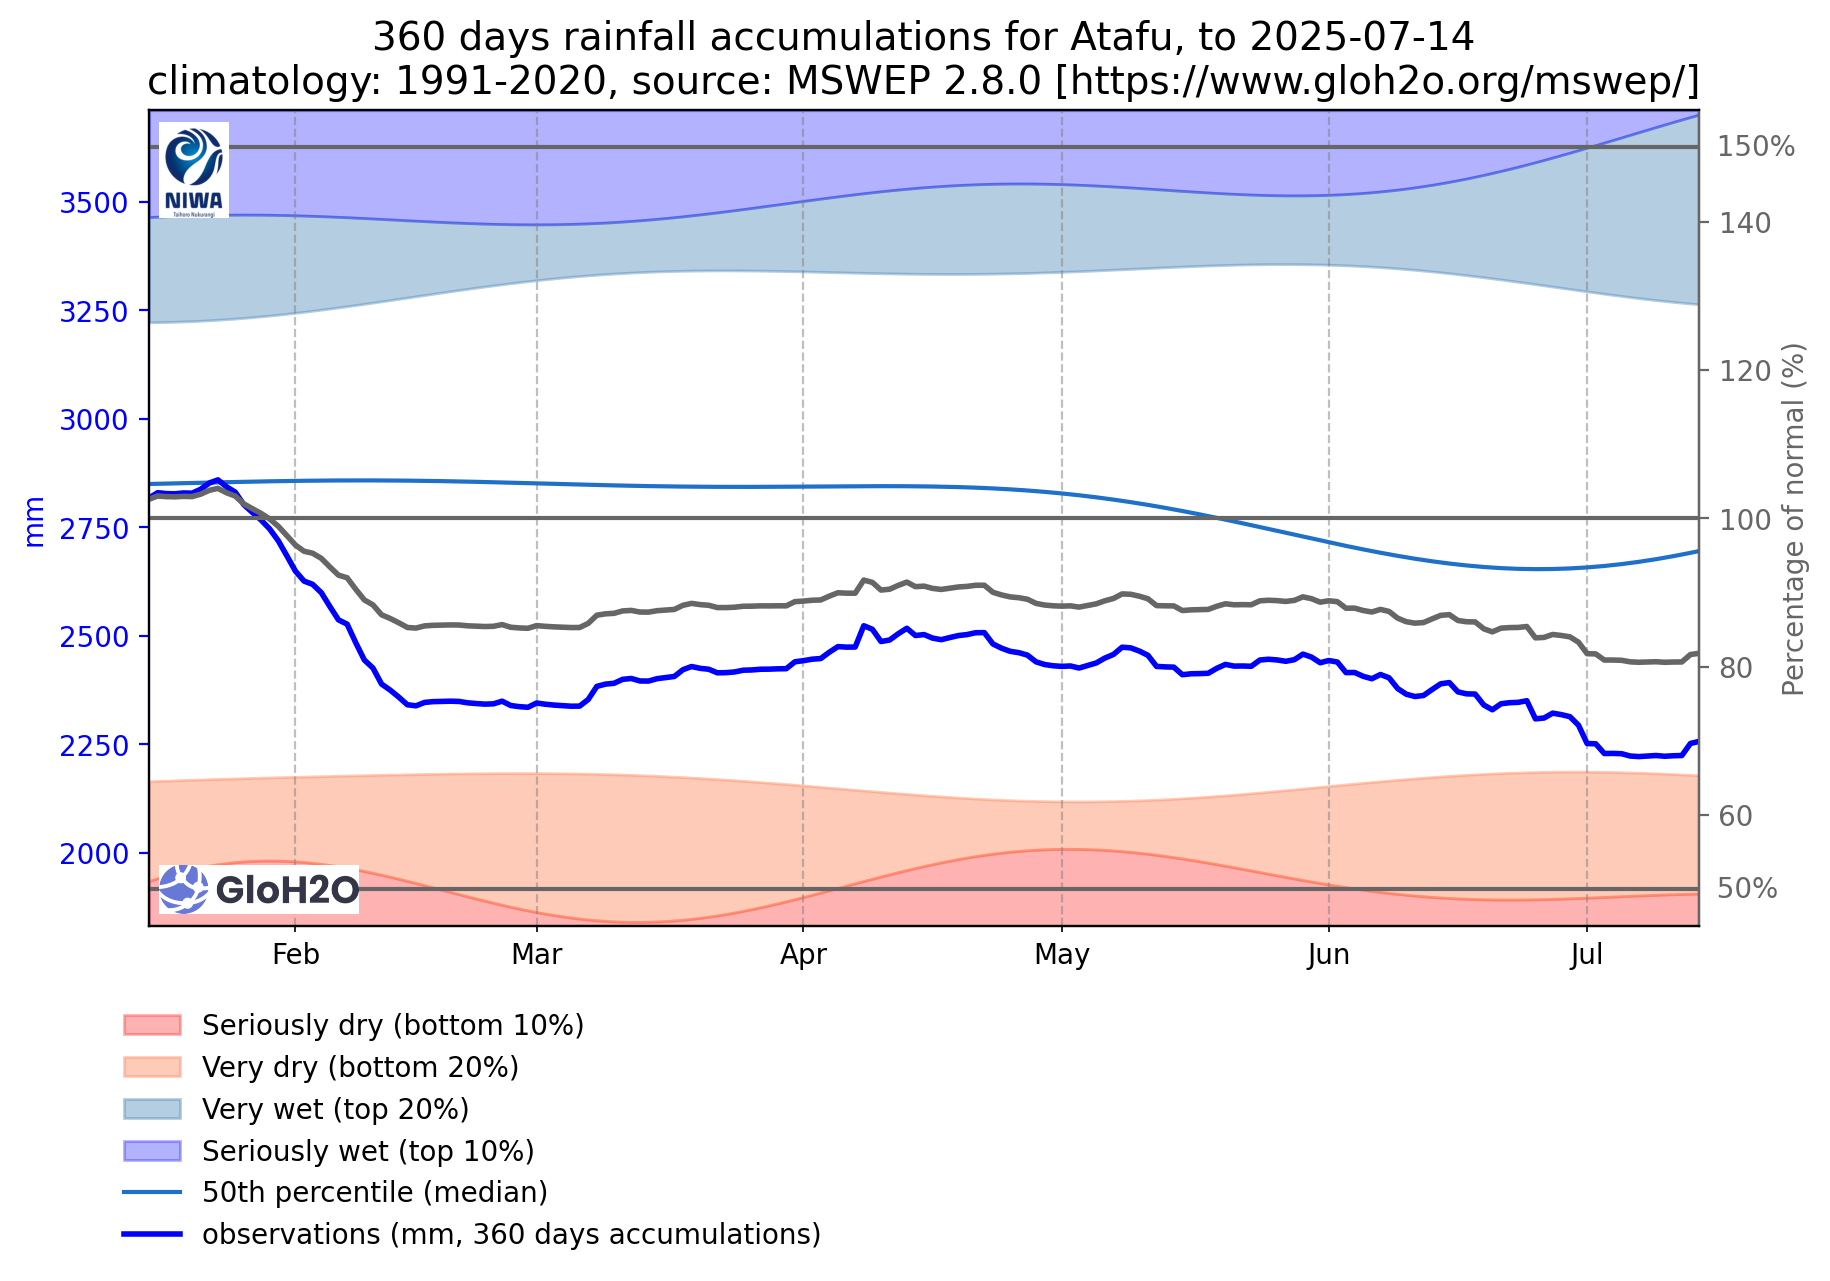 360 days rainfall accumulations for Atafu, to 2025-07-14
climatology: 1991-2020, source: MSWEP 2.8.0 [https://www.gloh2o.org/mswep/]
NIWA
Taihoro Nukurangi
3500
3250
3000
2750
2500
2250
2000
mm
150%
140
120
100
80
60
50%
Percentage of normal (%)
GloH2O
Feb
Mar
Apr
May
Jun
Jul
Seriously dry (bottom 10%)
Very dry (bottom 20%)
Very wet (top 20%)
Seriously wet (top 10%)
50th percentile (median)
observations (mm, 360 days accumulations)